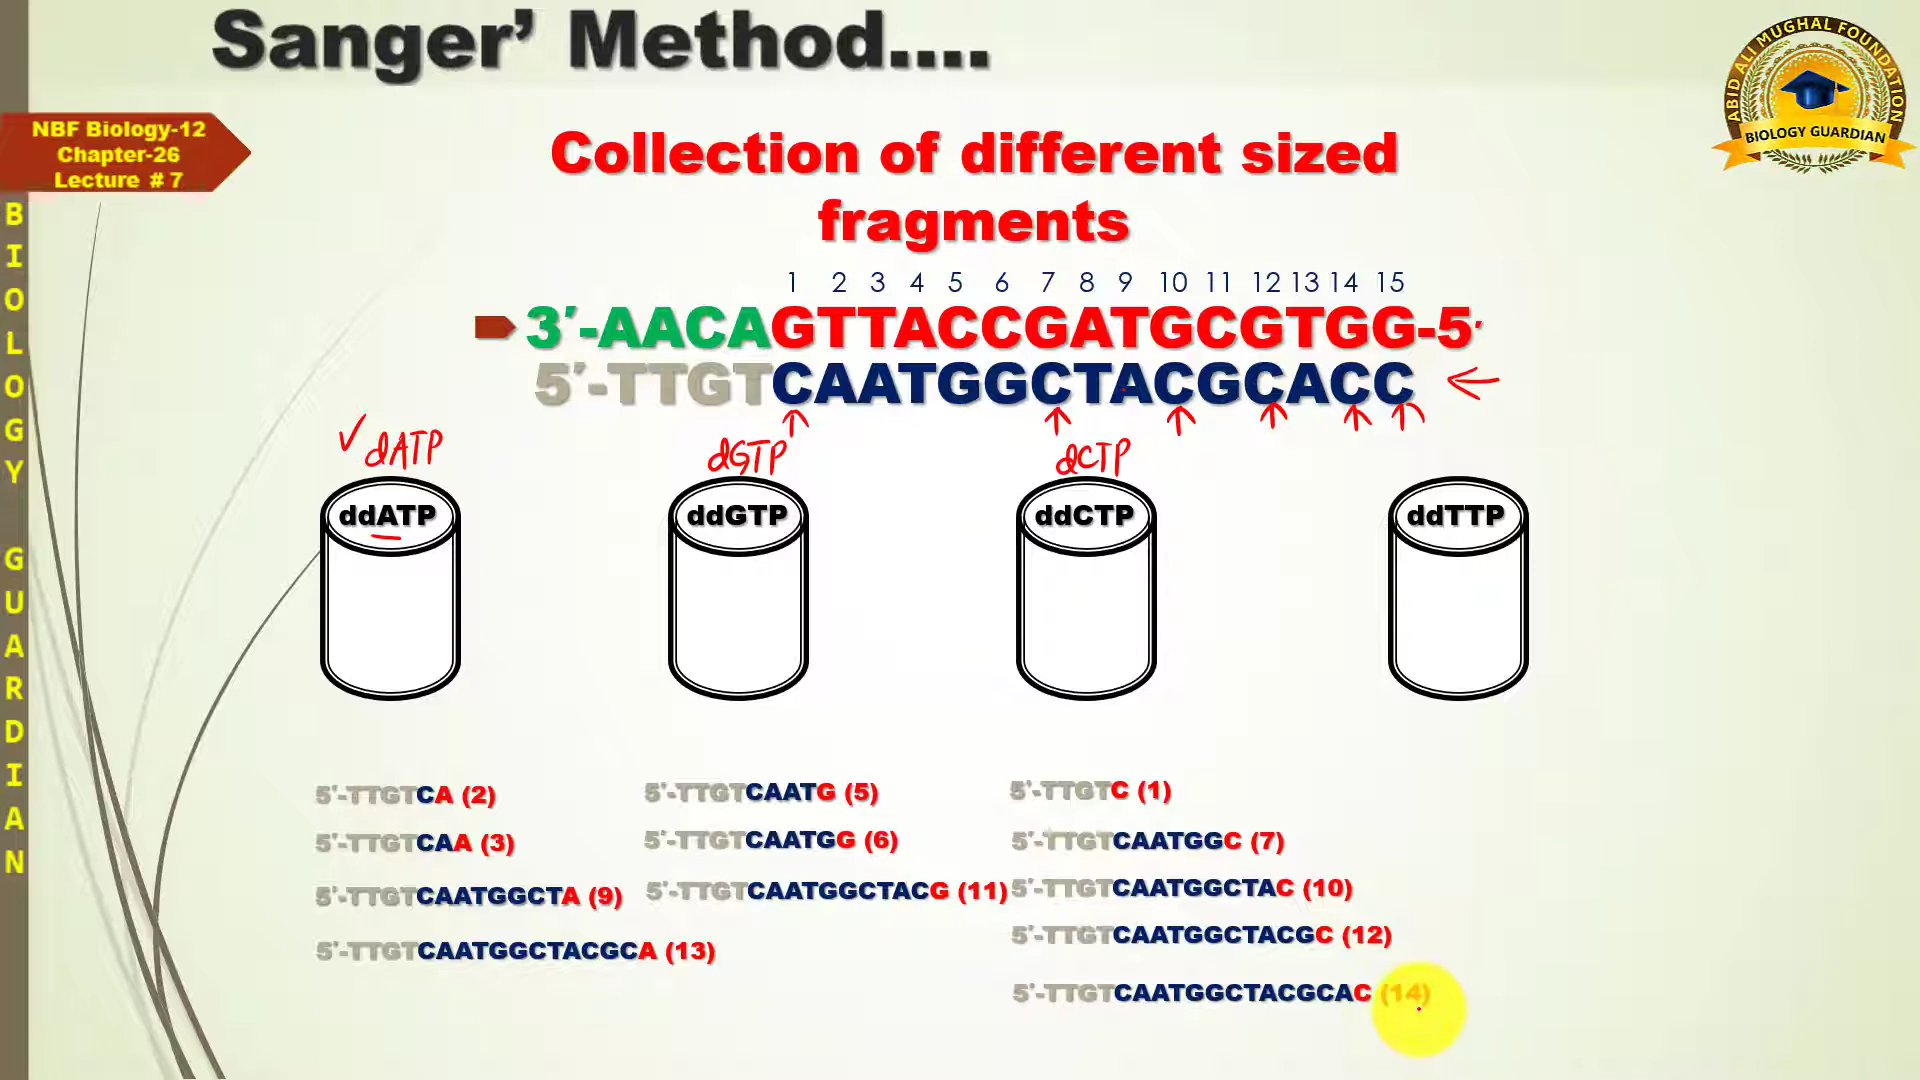 Sanger’ Method....
ABID ALI MUGHAL FOUNDATION
BIOLOGY GUARDIAN
NBF Biology-12
Chapter-26
Lecture # 7
BIOLOGY GUARDIAN
Collection of different sized
fragments
1 2 3 4 5 6 7 8 9 10 11 12 13 14 15
3′-AACAGTTACCGATGCGTGG-5′
5′-TTGTCAATGGCTACGCACC
dATP dGTP dCTP
ddATP ddGTP ddCTP ddTTP
5′-TTGTCA (2)
5′-TTGTCAA (3)
5′-TTGTCAATGGCTA (9)
5′-TTGTCAATGGCTACGCA (13)
5′-TTGTCAATG (5)
5′-TTGTCAATGG (6)
5′-TTGTCAATGGCTACG (11)
5′-TTGTC (1)
5′-TTGTCAATGGC (7)
5′-TTGTCAATGGCTAC (10)
5′-TTGTCAATGGCTACGC (12)
5′-TTGTCAATGGCTACGCAC (14)